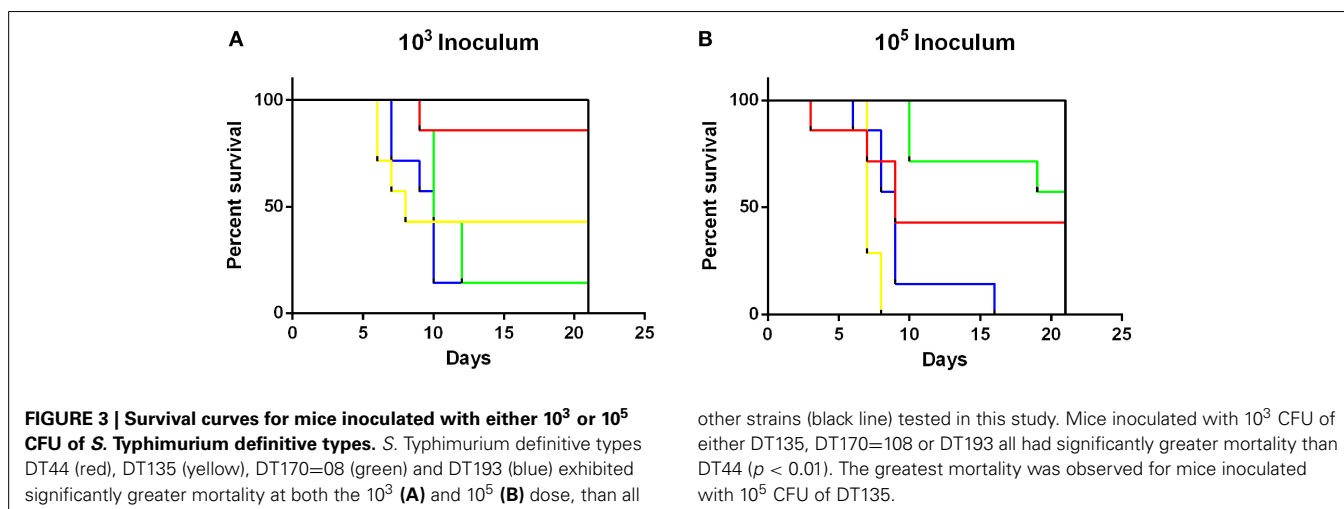 A
10³ Inoculum
Percent survival
100
50
0
0 5 10 15 20 25
Days
B
10⁵ Inoculum
Percent survival
100
50
0
0 5 10 15 20 25
Days
FIGURE 3 | Survival curves for mice inoculated with either 10³ or 10⁵
CFU of S. Typhimurium definitive types. S. Typhimurium definitive types
DT44 (red), DT135 (yellow), DT170=08 (green) and DT193 (blue) exhibited
significantly greater mortality at both the 10³ (A) and 10⁵ (B) dose, than all
other strains (black line) tested in this study. Mice inoculated with 10³ CFU of
either DT135, DT170=108 or DT193 all had significantly greater mortality than
DT44 (p < 0.01). The greatest mortality was observed for mice inoculated
with 10⁵ CFU of DT135.